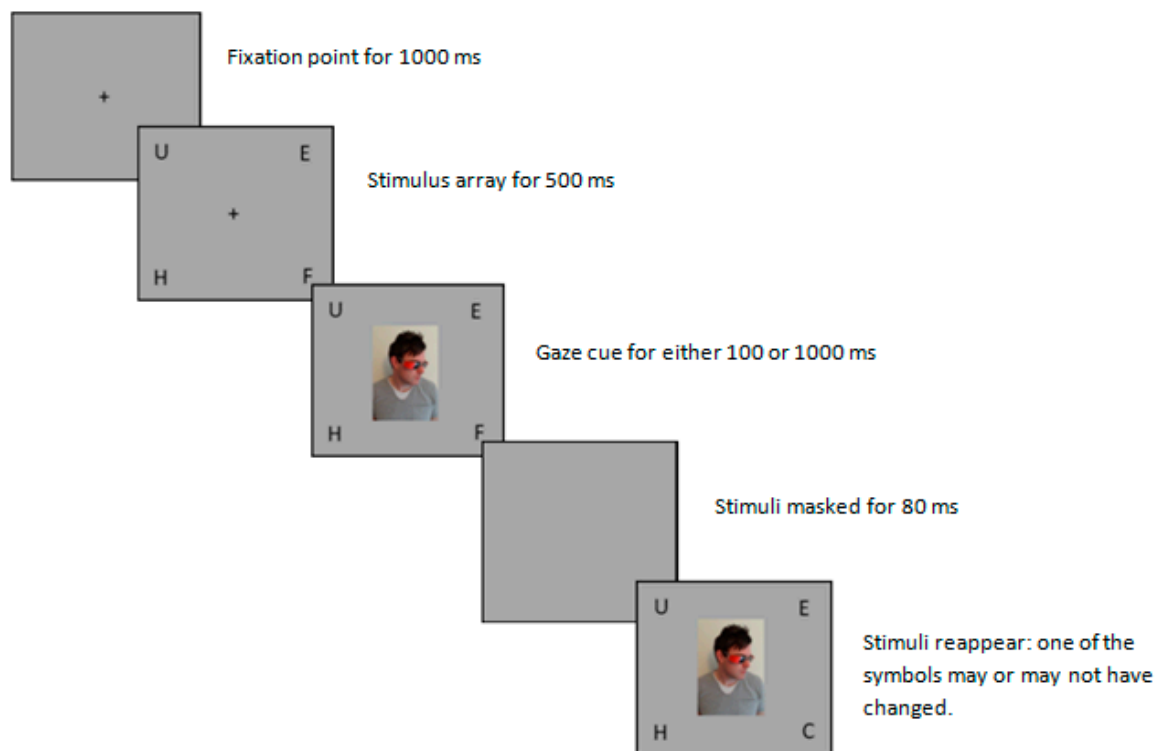 Fixation point for 1000 ms
+
U E
Stimulus array for 500 ms
+
H F
U E
Gaze cue for either 100 or 1000 ms
H F
Stimuli masked for 80 ms
U E
Stimuli reappear: one of the
symbols may or may not have
changed.
H C